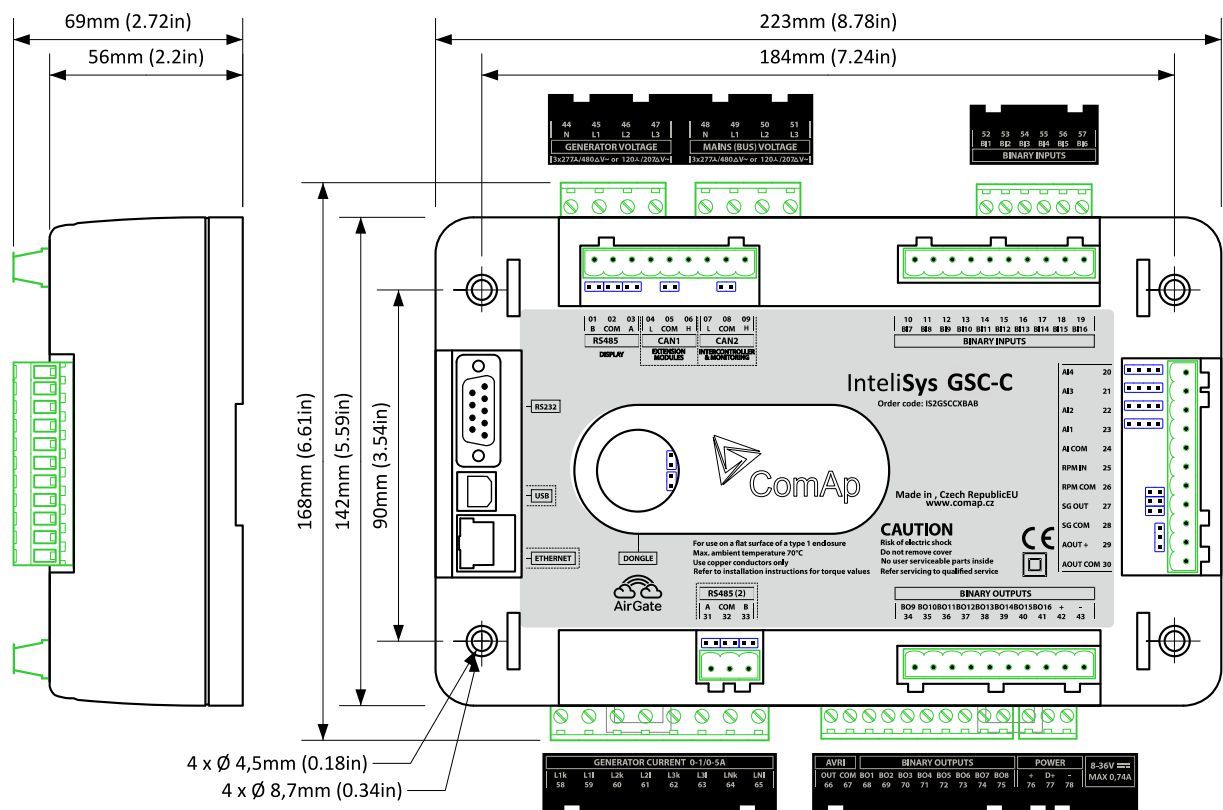 69mm (2.72in)
56mm (2.2in)
223mm (8.78in)
184mm (7.24in)
44 45 46 47
N L1 L2 L3
GENERATOR VOLTAGE
3x277⅄/480∆V~ or 120⅄/207∆V~
48 49 50 51
N L1 L2 L3
MAINS (BUS) VOLTAGE
3x277⅄/480∆V~ or 120⅄/207∆V~
52 53 54 55 56 57
BI1 BI2 BI3 BI4 BI5 BI6
BINARY INPUTS
168mm (6.61in)
142mm (5.59in)
90mm (3.54in)
01 02 03 04 05 06 07 08 09
B COM A L COM H L COM H
RS485 CAN1 CAN2
DISPLAY
EXTENSION
MODULES
INTERCONTROLLER
& MONITORING
10 11 12 13 14 15 16 17 18 19
BI7 BI8 BI9 BI10 BI11 BI12 BI13 BI14 BI15 BI16
BINARY INPUTS
InteliSys GSC-C
Order code: IS2GSCCXBAB
RS232
USB
ETHERNET
DONGLE
AirGate
ComAp
Made in , Czech RepublicEU
www.comap.cz
For use on a flat surface of a type 1 enclosure
Max. ambient temperature 70°C
Use copper conductors only
Refer to installation instructions for torque values
CAUTION
Risk of electric shock
Do not remove cover
No user serviceable parts inside
Refer servicing to qualified service
CE
AI4 20
AI3 21
AI2 22
AI1 23
AI COM 24
RPM IN 25
RPM COM 26
SG OUT 27
SG COM 28
AOUT + 29
AOUT COM 30
RS485 (2)
A COM B
31 32 33
BINARY OUTPUTS
BO9 BO10BO11BO12BO13BO14BO15BO16 + -
34 35 36 37 38 39 40 41 42 43
4 x Ø 4,5mm (0.18in)
4 x Ø 8,7mm (0.34in)
GENERATOR CURRENT 0-1/0-5A
L1k L1l L2k L2l L3k L3l LNk LNl
58 59 60 61 62 63 64 65
AVRI BINARY OUTPUTS POWER
OUT COM BO1 BO2 BO3 BO4 BO5 BO6 BO7 BO8 + D+ -
66 67 68 69 70 71 72 73 74 75 76 77 78
8-36V ⎓
MAX 0,74A